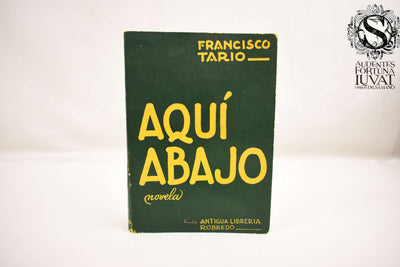 FRANCISCO
TARIO
AQUÍ
ABAJO
novela
ANTIGUA LIBRERIA
ROBREDO
S
AUDENTES
FORTUNA
IUVAT